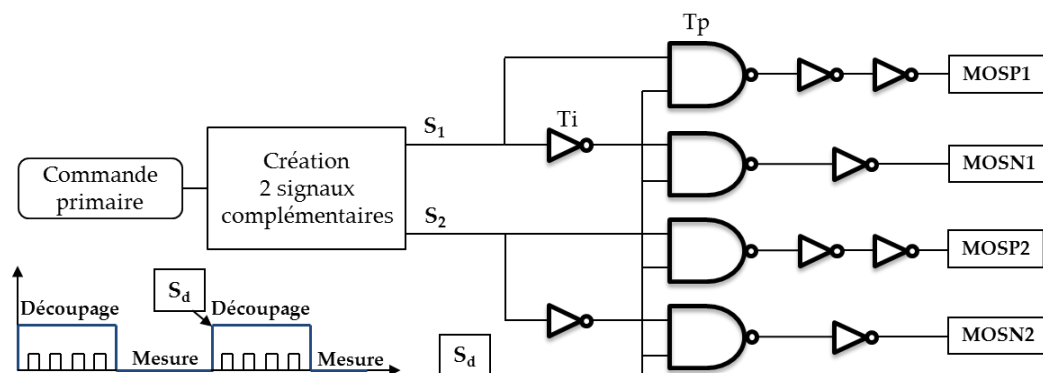 Tp
MOSP1
S1
Ti
Commande
primaire
Création
2 signaux
complémentaires
MOSN1
S2
MOSP2
Sd
Découpage
Découpage
Mesure
Mesure
Sd
MOSN2